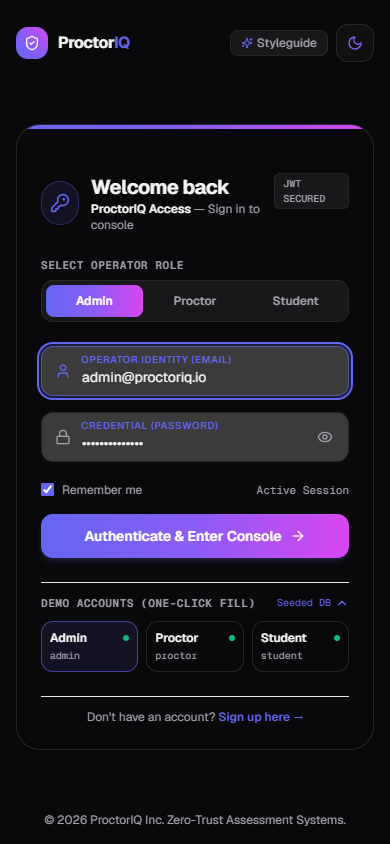 ProctorIQ
Styleguide
Welcome back
ProctorIQ Access — Sign in to
console
JWT
SECURED
SELECT OPERATOR ROLE
Admin
Proctor
Student
OPERATOR IDENTITY (EMAIL)
admin@proctoriq.io
CREDENTIAL (PASSWORD)
••••••••••••••
Remember me
Active Session
Authenticate & Enter Console →
DEMO ACCOUNTS (ONE-CLICK FILL)
Seeded DB
Admin
admin
Proctor
proctor
Student
student
Don't have an account? Sign up here →
© 2026 ProctorIQ Inc. Zero-Trust Assessment Systems.